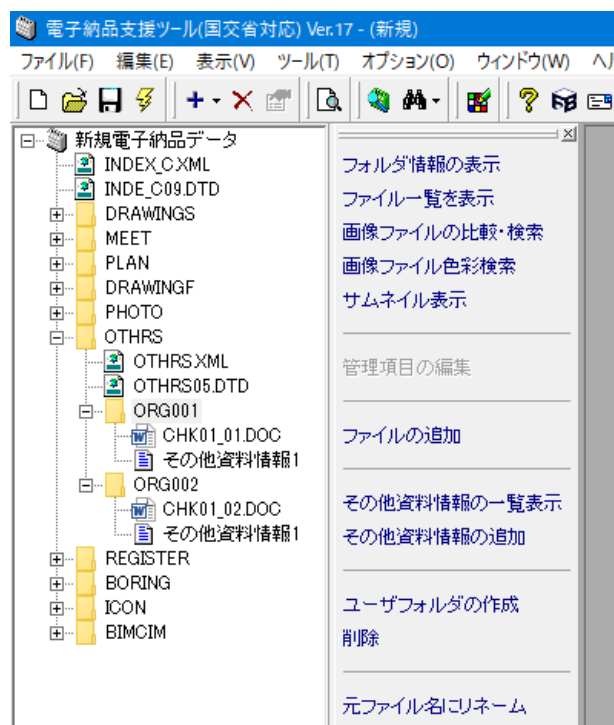 電子納品支援ツール(国交省対応) Ver.17 - (新規)
ファイル(F) 編集(E) 表示(V) ツール(T) オプション(O) ウィンドウ(W) ヘル
新規電子納品データ
INDEX_C.XML
INDE_C09.DTD
DRAWINGS
MEET
PLAN
DRAWINGF
PHOTO
OTHRS
OTHRS.XML
OTHRS05.DTD
ORG001
CHK01_01.DOC
その他資料情報1
ORG002
CHK01_02.DOC
その他資料情報1
REGISTER
BORING
ICON
BIMCIM
フォルダ情報の表示
ファイル一覧を表示
画像ファイルの比較・検索
画像ファイル色彩検索
サムネイル表示
管理項目の編集
ファイルの追加
その他資料情報の一覧表示
その他資料情報の追加
ユーザフォルダの作成
削除
元ファイル名にリネーム